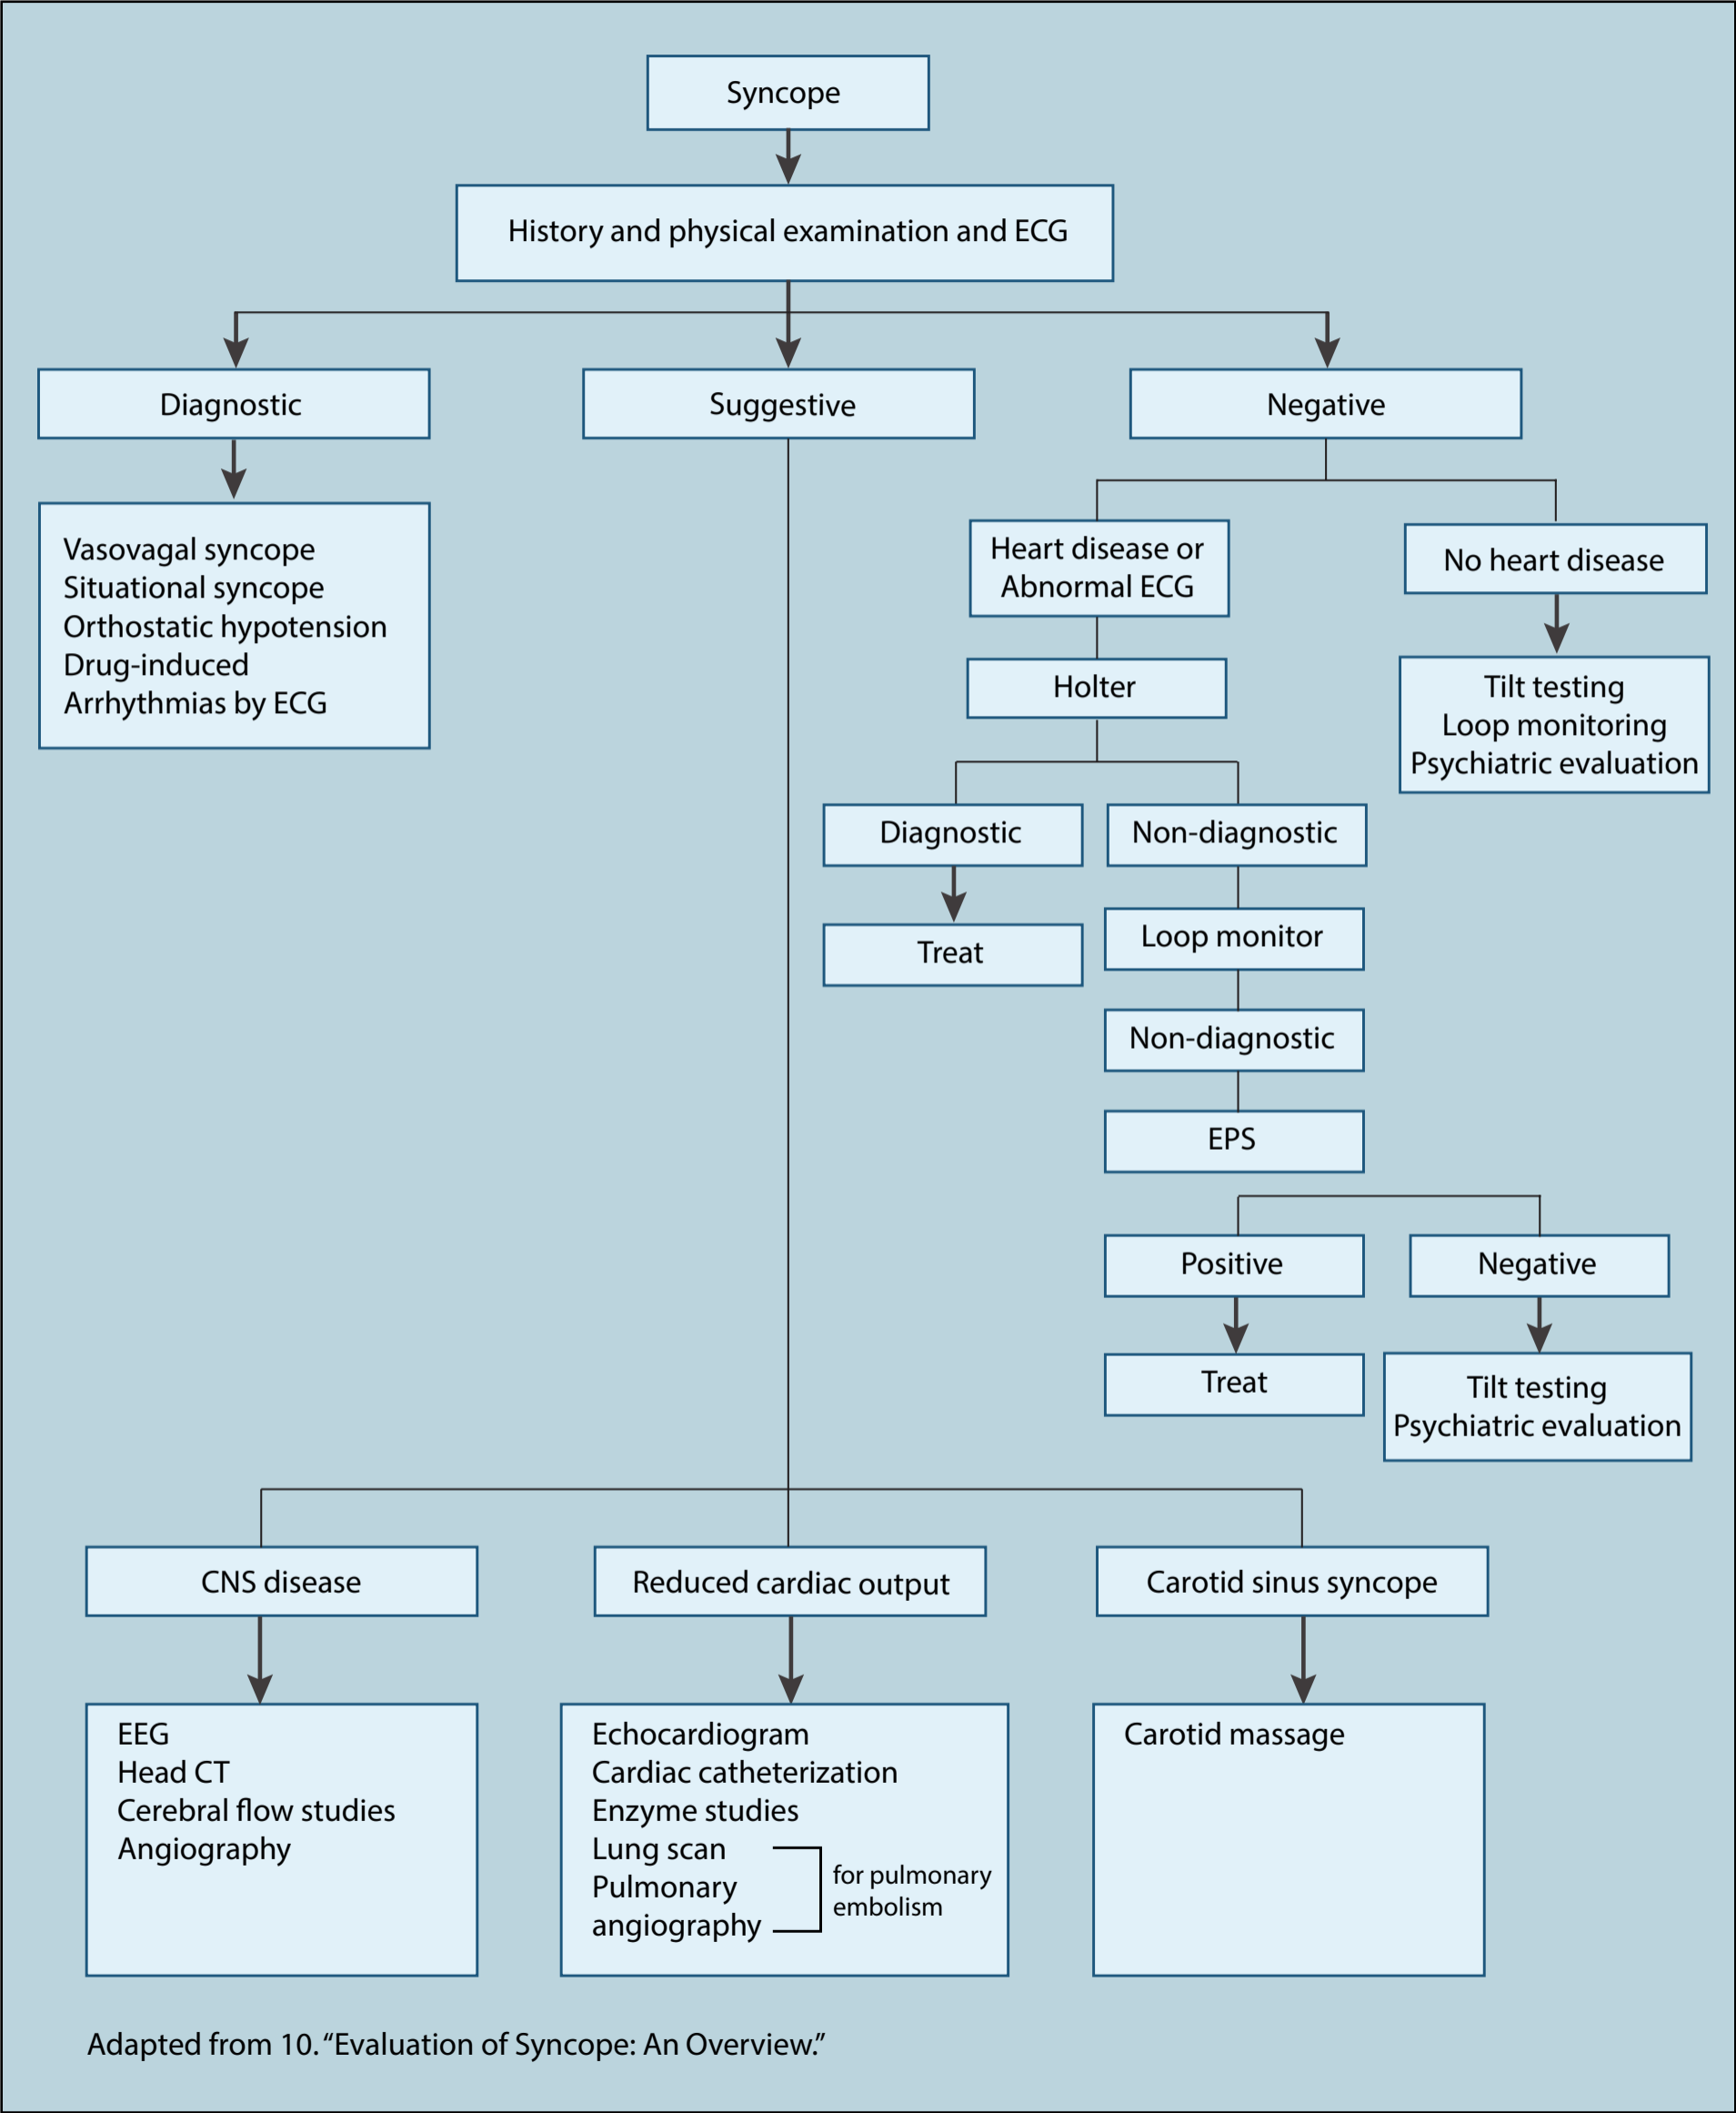 Syncope
History and physical examination and ECG
Diagnostic
Suggestive
Negative
Vasovagal syncope
Situational syncope
Orthostatic hypotension
Drug-induced
Arrhythmias by ECG
Heart disease or
Abnormal ECG
No heart disease
Holter
Tilt testing
Loop monitoring
Psychiatric evaluation
Diagnostic
Non-diagnostic
Treat
Loop monitor
Non-diagnostic
EPS
Positive
Negative
Treat
Tilt testing
Psychiatric evaluation
CNS disease
Reduced cardiac output
Carotid sinus syncope
EEG
Head CT
Cerebral flow studies
Angiography
Echocardiogram
Cardiac catheterization
Enzyme studies
Lung scan
Pulmonary
angiography
for pulmonary
embolism
Carotid massage
Adapted from 10. “Evaluation of Syncope: An Overview.”